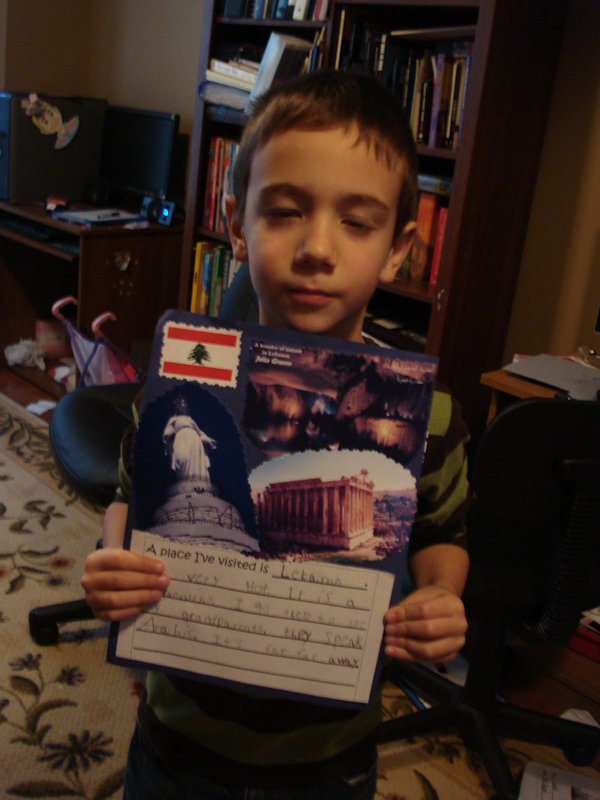 A wonder of nature
in Lebanon
Jeita Grotto
A place I've visited is Lebanon.
very Hot. It is a
I go there to see
grandparents. they speak
Arabic. It's far far away